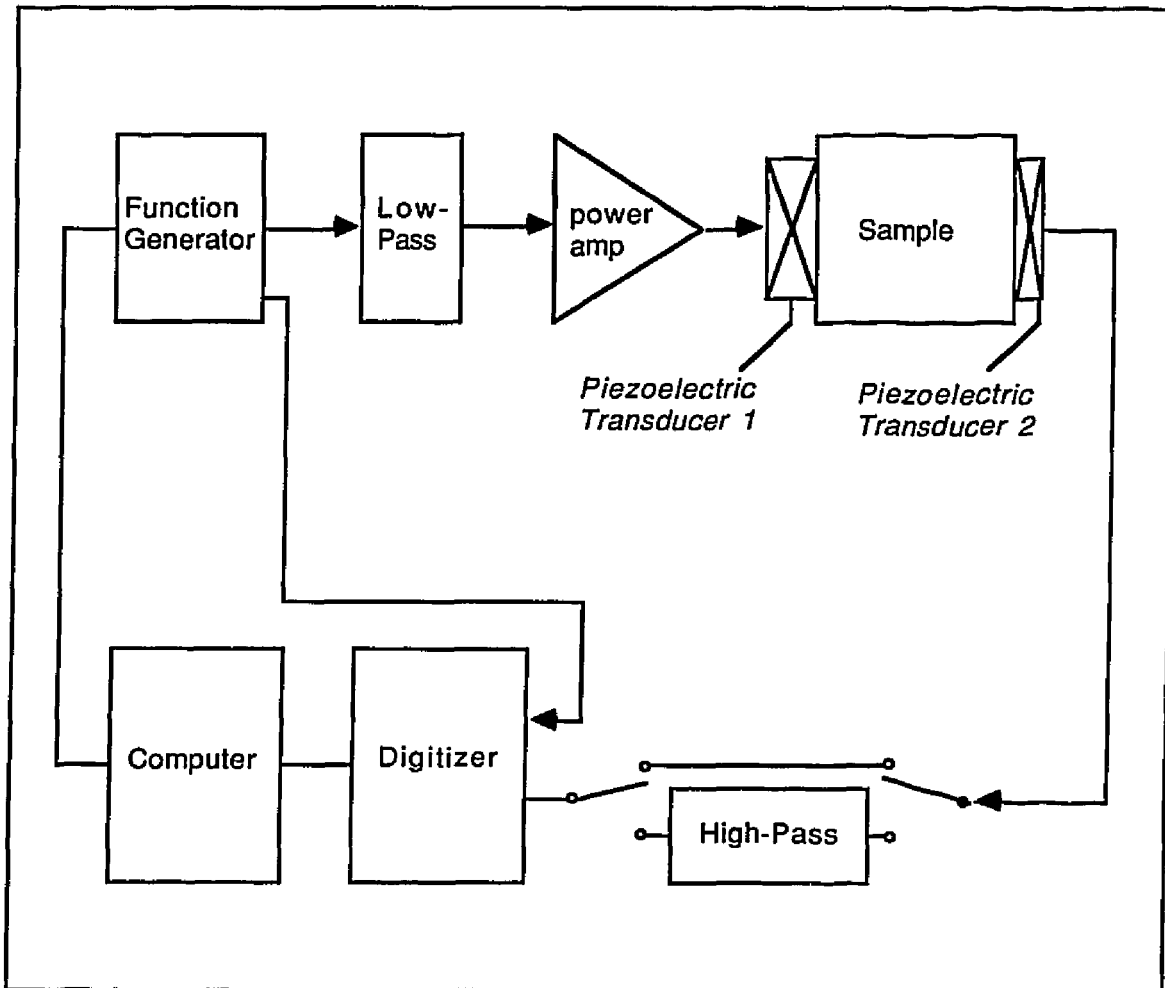 Function
Generator
Low-
Pass
power
amp
Sample
Piezoelectric
Transducer 1
Piezoelectric
Transducer 2
Computer
Digitizer
High-Pass